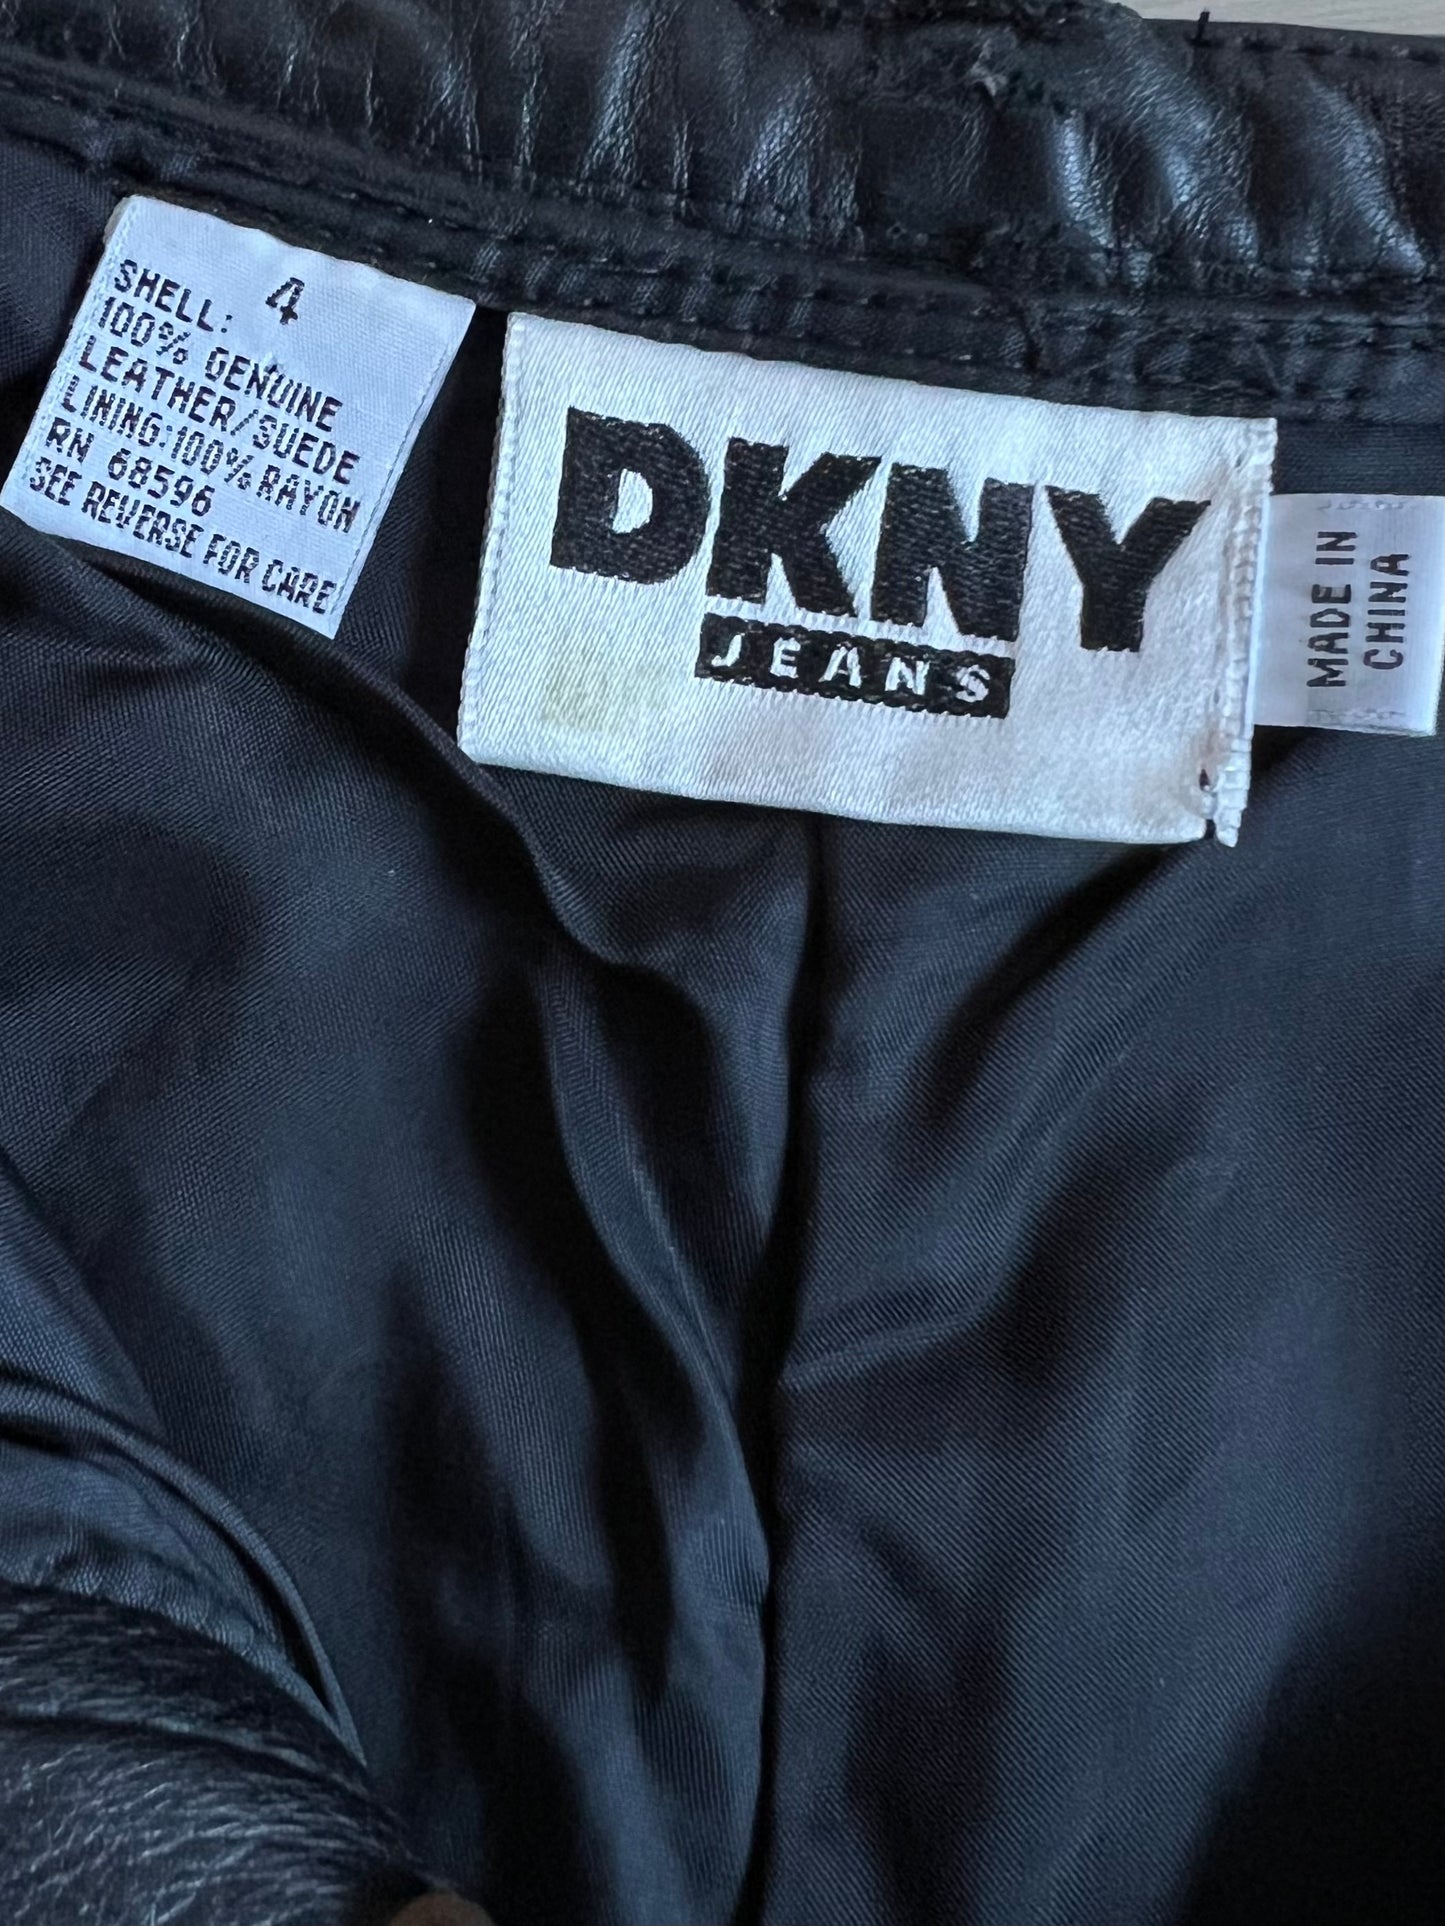 4
SHELL:
100% GENUINE
LEATHER/SUEDE
LINING:100% RAYON
RN 68596
SEE REVERSE FOR CARE
DKNY
JEANS
MADE IN
CHINA